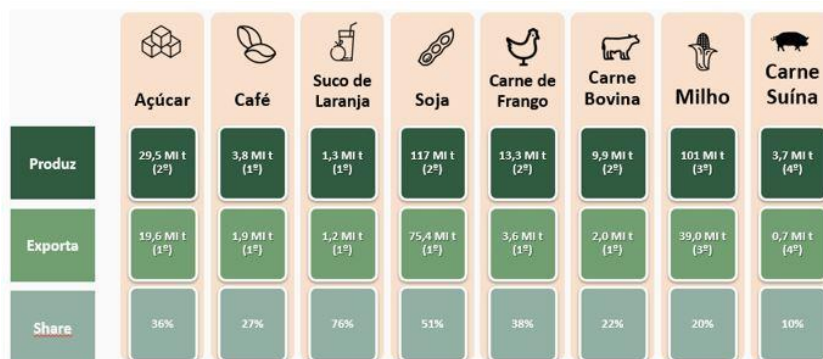 Açúcar
Café
Suco de
Laranja
Soja
Carne de
Frango
Carne
Bovina
Milho
Carne
Suína
Produz
29,5 MI t
(2º)
3,8 MI t
(1º)
1,3 MI t
(1º)
117 MI t
(2º)
13,3 MI t
(2º)
9,9 MI t
(2º)
101 MI t
(3º)
3,7 MI t
(4º)
Exporta
19,6 MI t
(1º)
1,9 MI t
(1º)
1,2 MI t
(1º)
75,4 MI t
(1º)
3,6 MI t
(1º)
2,0 MI t
(1º)
39,0 MI t
(3º)
0,7 MI t
(4º)
Share
36%
27%
76%
51%
38%
22%
20%
10%